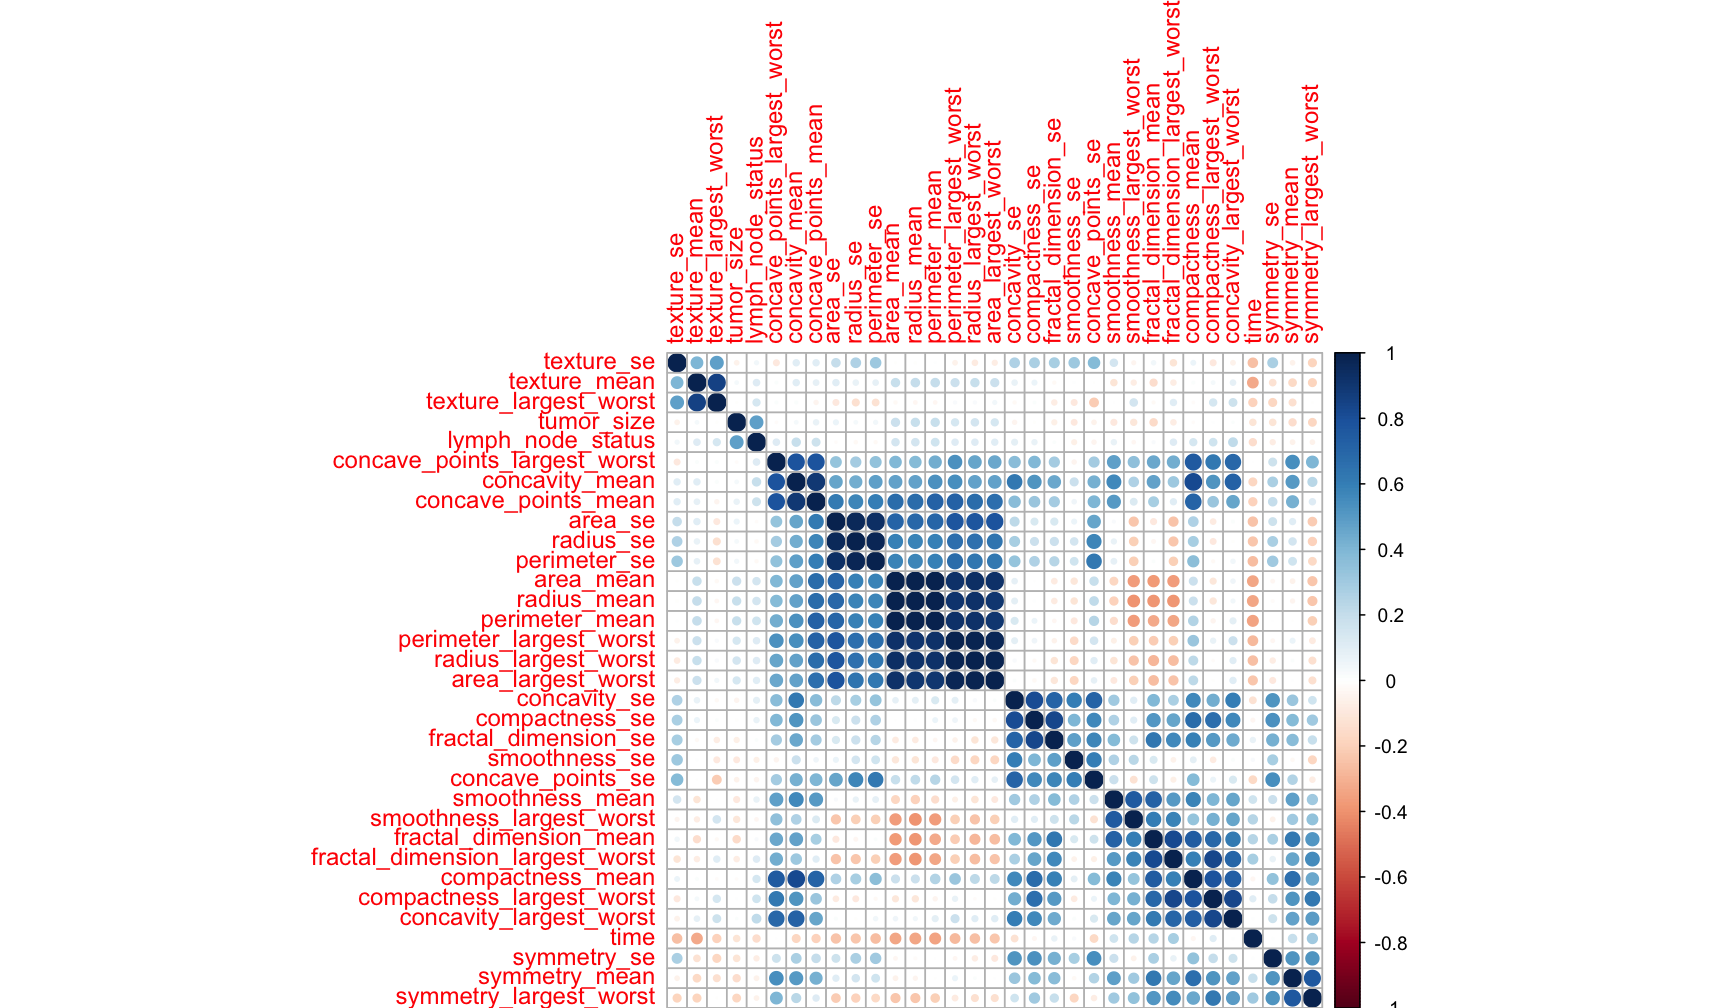 texture_se
texture_mean
texture_largest_worst
tumor_size
lymph_node_status
concave_points_largest_worst
concavity_mean
concave_points_mean
area_se
radius_se
perimeter_se
area_mean
radius_mean
perimeter_mean
perimeter_largest_worst
radius_largest_worst
area_largest_worst
concavity_se
compactness_se
fractal_dimension_se
smoothness_se
concave_points_se
smoothness_mean
smoothness_largest_worst
fractal_dimension_mean
fractal_dimension_largest_worst
compactness_mean
compactness_largest_worst
concavity_largest_worst
time
symmetry_se
symmetry_mean
symmetry_largest_worst
texture_se
texture_mean
texture_largest_worst
tumor_size
lymph_node_status
concave_points_largest_worst
concavity_mean
concave_points_mean
area_se
radius_se
perimeter_se
area_mean
radius_mean
perimeter_mean
perimeter_largest_worst
radius_largest_worst
area_largest_worst
concavity_se
compactness_se
fractal_dimension_se
smoothness_se
concave_points_se
smoothness_mean
smoothness_largest_worst
fractal_dimension_mean
fractal_dimension_largest_worst
compactness_mean
compactness_largest_worst
concavity_largest_worst
time
symmetry_se
symmetry_mean
symmetry_largest_worst
1
0.8
0.6
0.4
0.2
0
-0.2
-0.4
-0.6
-0.8